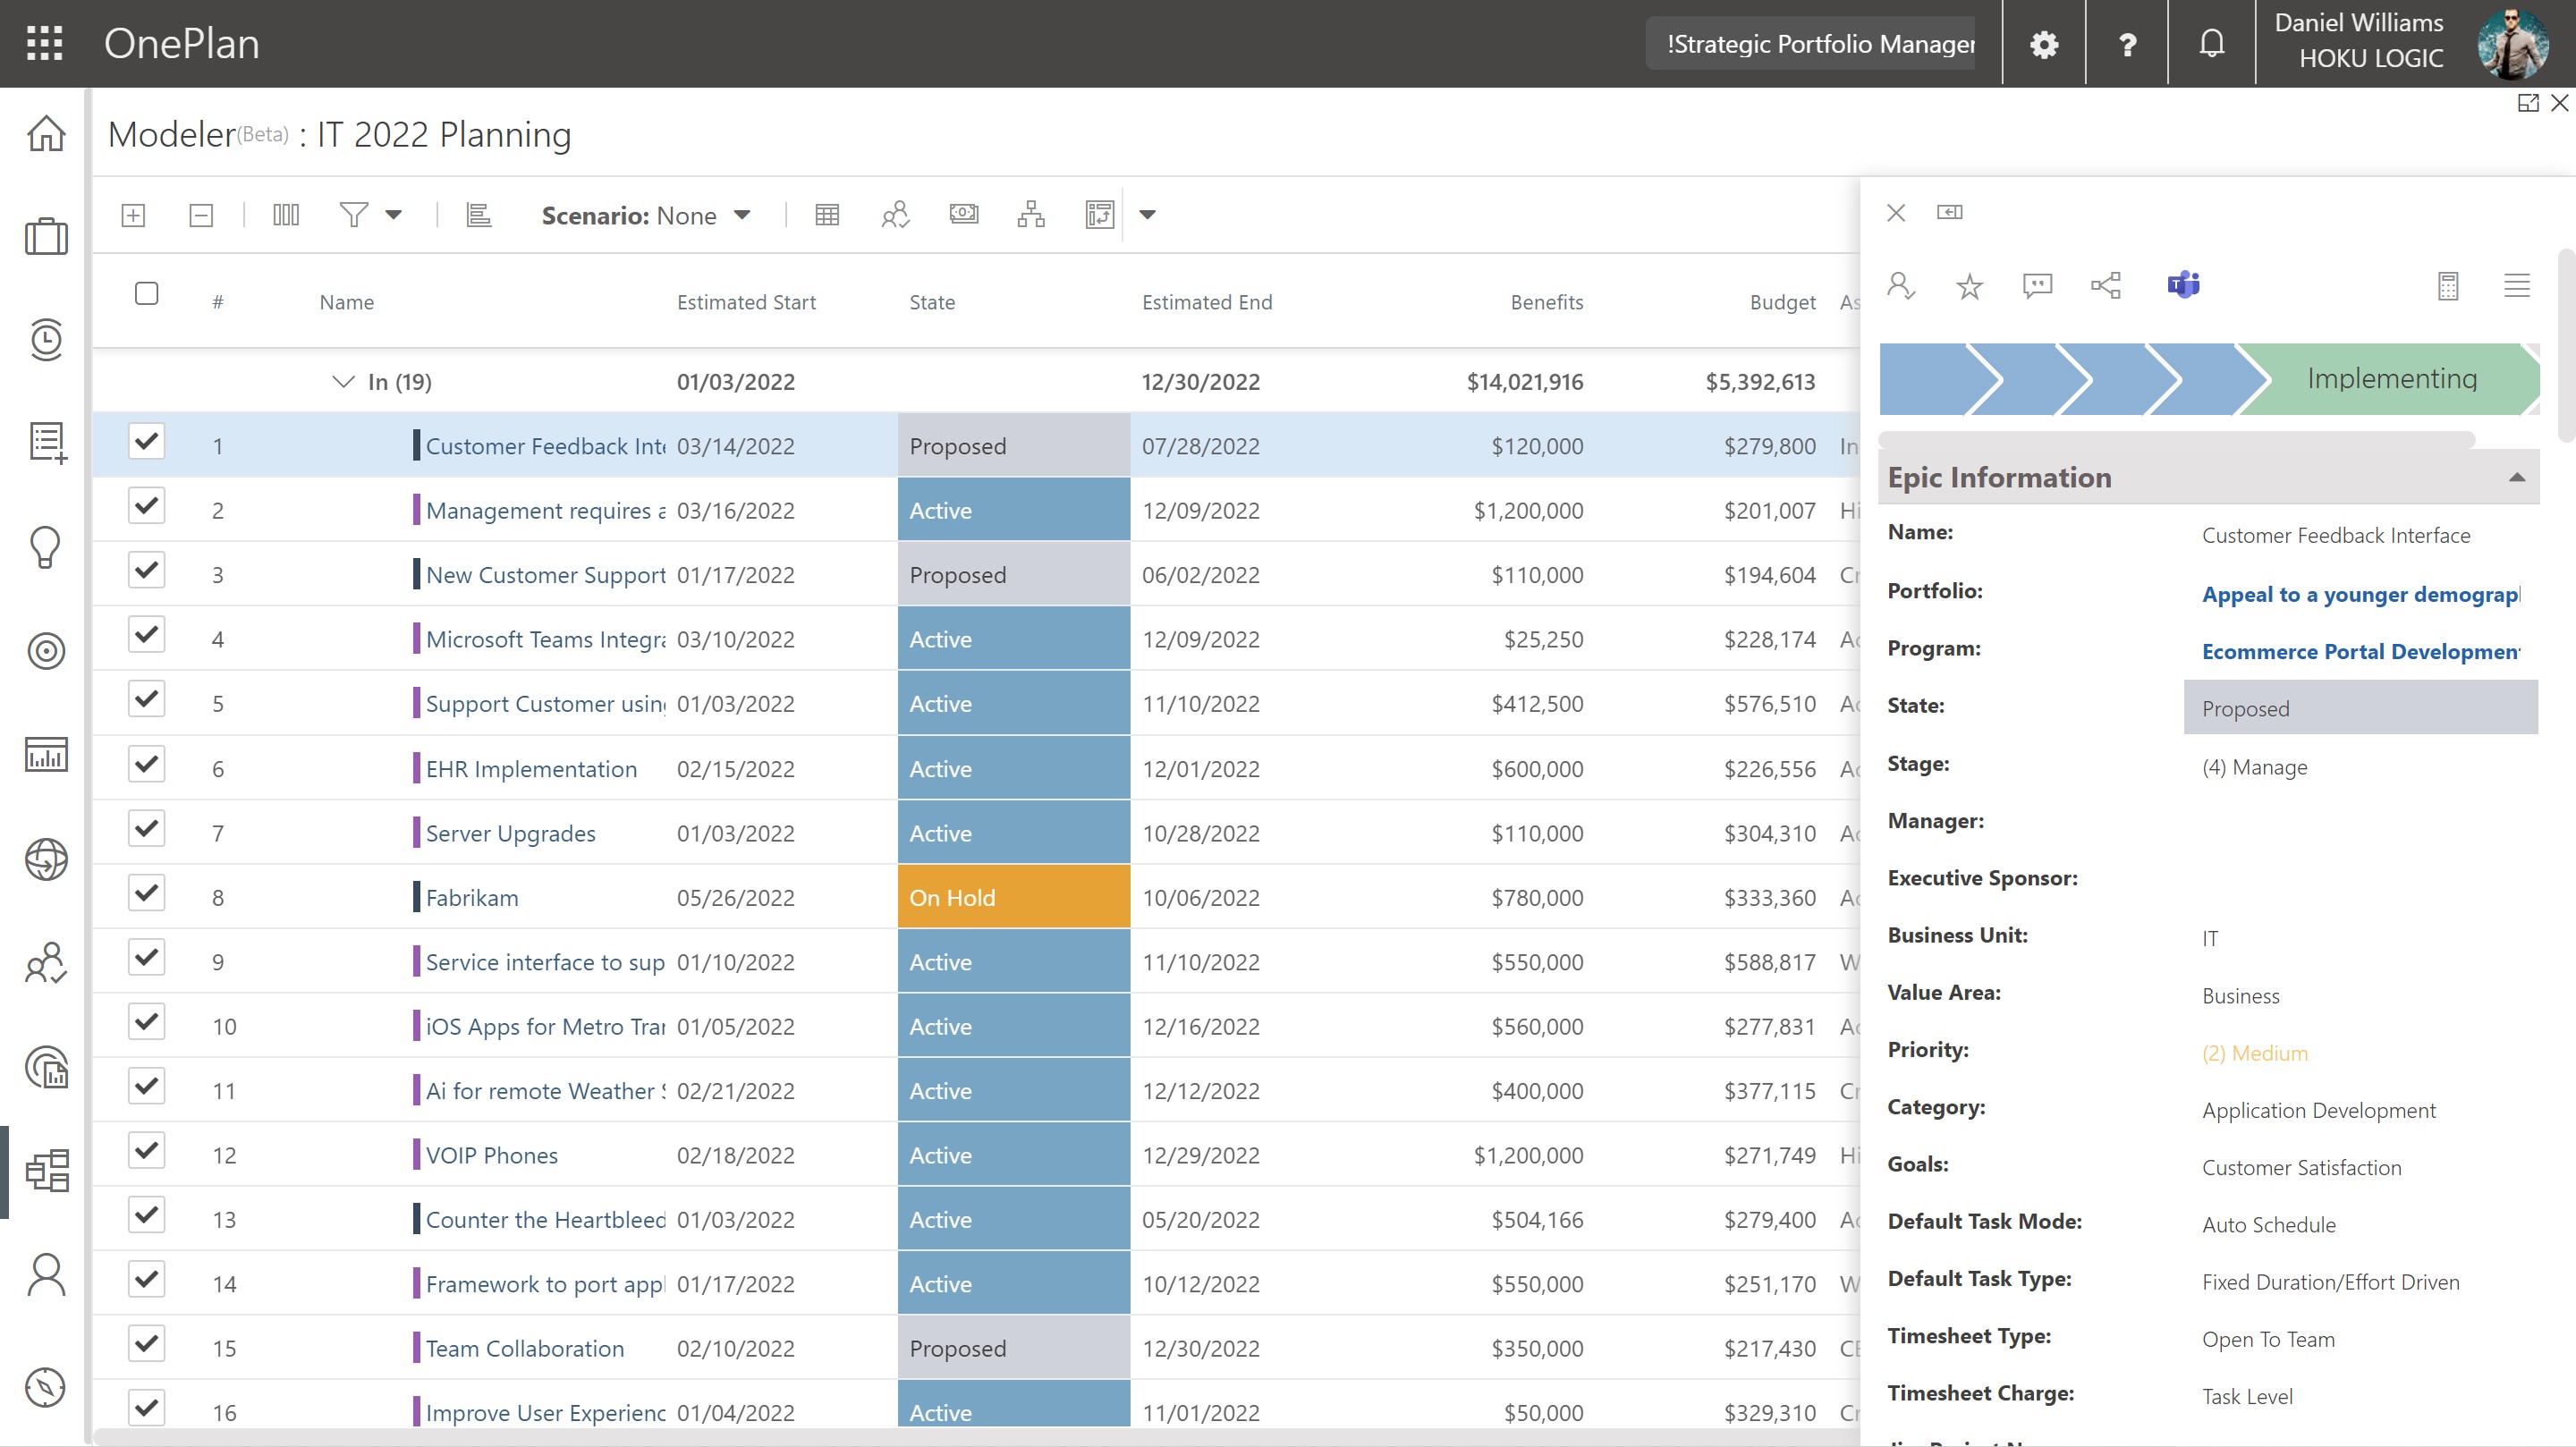 OnePlan
!Strategic Portfolio Manager
Daniel Williams
HOKU LOGIC
Modeler(Beta) : IT 2022 Planning
Scenario: None
# Name Estimated Start State Estimated End Benefits Budget As
In (19) 01/03/2022 12/30/2022 $14,021,916 $5,392,613
1 Customer Feedback Inte 03/14/2022 Proposed 07/28/2022 $120,000 $279,800 In
2 Management requires a 03/16/2022 Active 12/09/2022 $1,200,000 $201,007 Hi
3 New Customer Support 01/17/2022 Proposed 06/02/2022 $110,000 $194,604 Cr
4 Microsoft Teams Integra 03/10/2022 Active 12/09/2022 $25,250 $228,174 Ac
5 Support Customer using 01/03/2022 Active 11/10/2022 $412,500 $576,510 Ac
6 EHR Implementation 02/15/2022 Active 12/01/2022 $600,000 $226,556 Ac
7 Server Upgrades 01/03/2022 Active 10/28/2022 $110,000 $304,310 Ac
8 Fabrikam 05/26/2022 On Hold 10/06/2022 $780,000 $333,360 Ac
9 Service interface to sup 01/10/2022 Active 11/10/2022 $550,000 $588,817 W
10 iOS Apps for Metro Tran 01/05/2022 Active 12/16/2022 $560,000 $277,831 Ac
11 Ai for remote Weather S 02/21/2022 Active 12/12/2022 $400,000 $377,115 Cr
12 VOIP Phones 02/18/2022 Active 12/29/2022 $1,200,000 $271,749 Hi
13 Counter the Heartbleed 01/03/2022 Active 05/20/2022 $504,166 $279,400 Ac
14 Framework to port appl 01/17/2022 Active 10/12/2022 $550,000 $251,170 W
15 Team Collaboration 02/10/2022 Proposed 12/30/2022 $350,000 $217,430 CE
16 Improve User Experienc 01/04/2022 Active 11/01/2022 $50,000 $329,310 Cr
Implementing
Epic Information
Name: Customer Feedback Interface
Portfolio: Appeal to a younger demograp
Program: Ecommerce Portal Developmen
State: Proposed
Stage: (4) Manage
Manager:
Executive Sponsor:
Business Unit: IT
Value Area: Business
Priority: (2) Medium
Category: Application Development
Goals: Customer Satisfaction
Default Task Mode: Auto Schedule
Default Task Type: Fixed Duration/Effort Driven
Timesheet Type: Open To Team
Timesheet Charge: Task Level